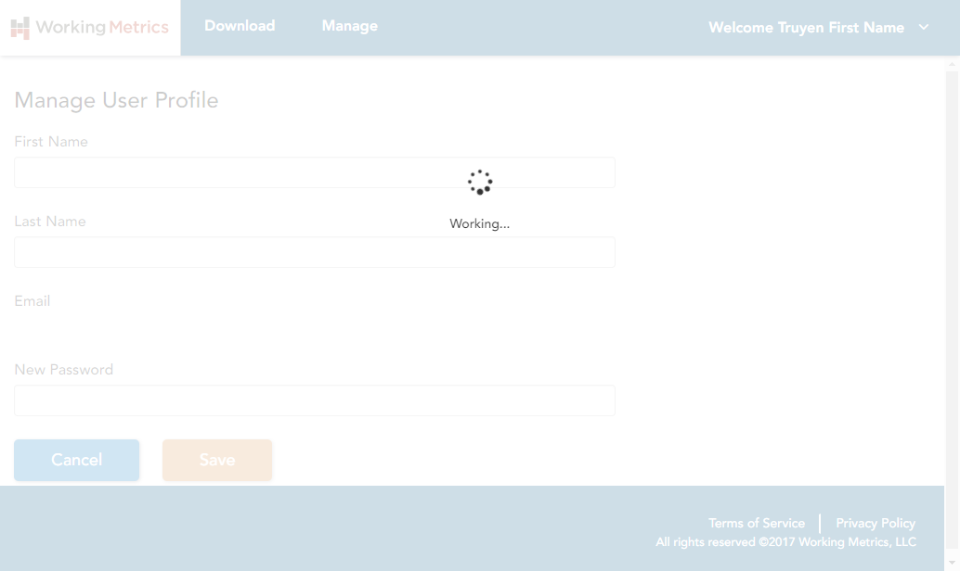 Working Metrics Download Manage Welcome Truyen First Name
Manage User Profile
First Name
Working...
Last Name
Email
New Password
Cancel Save
Terms of Service | Privacy Policy
All rights reserved ©2017 Working Metrics, LLC